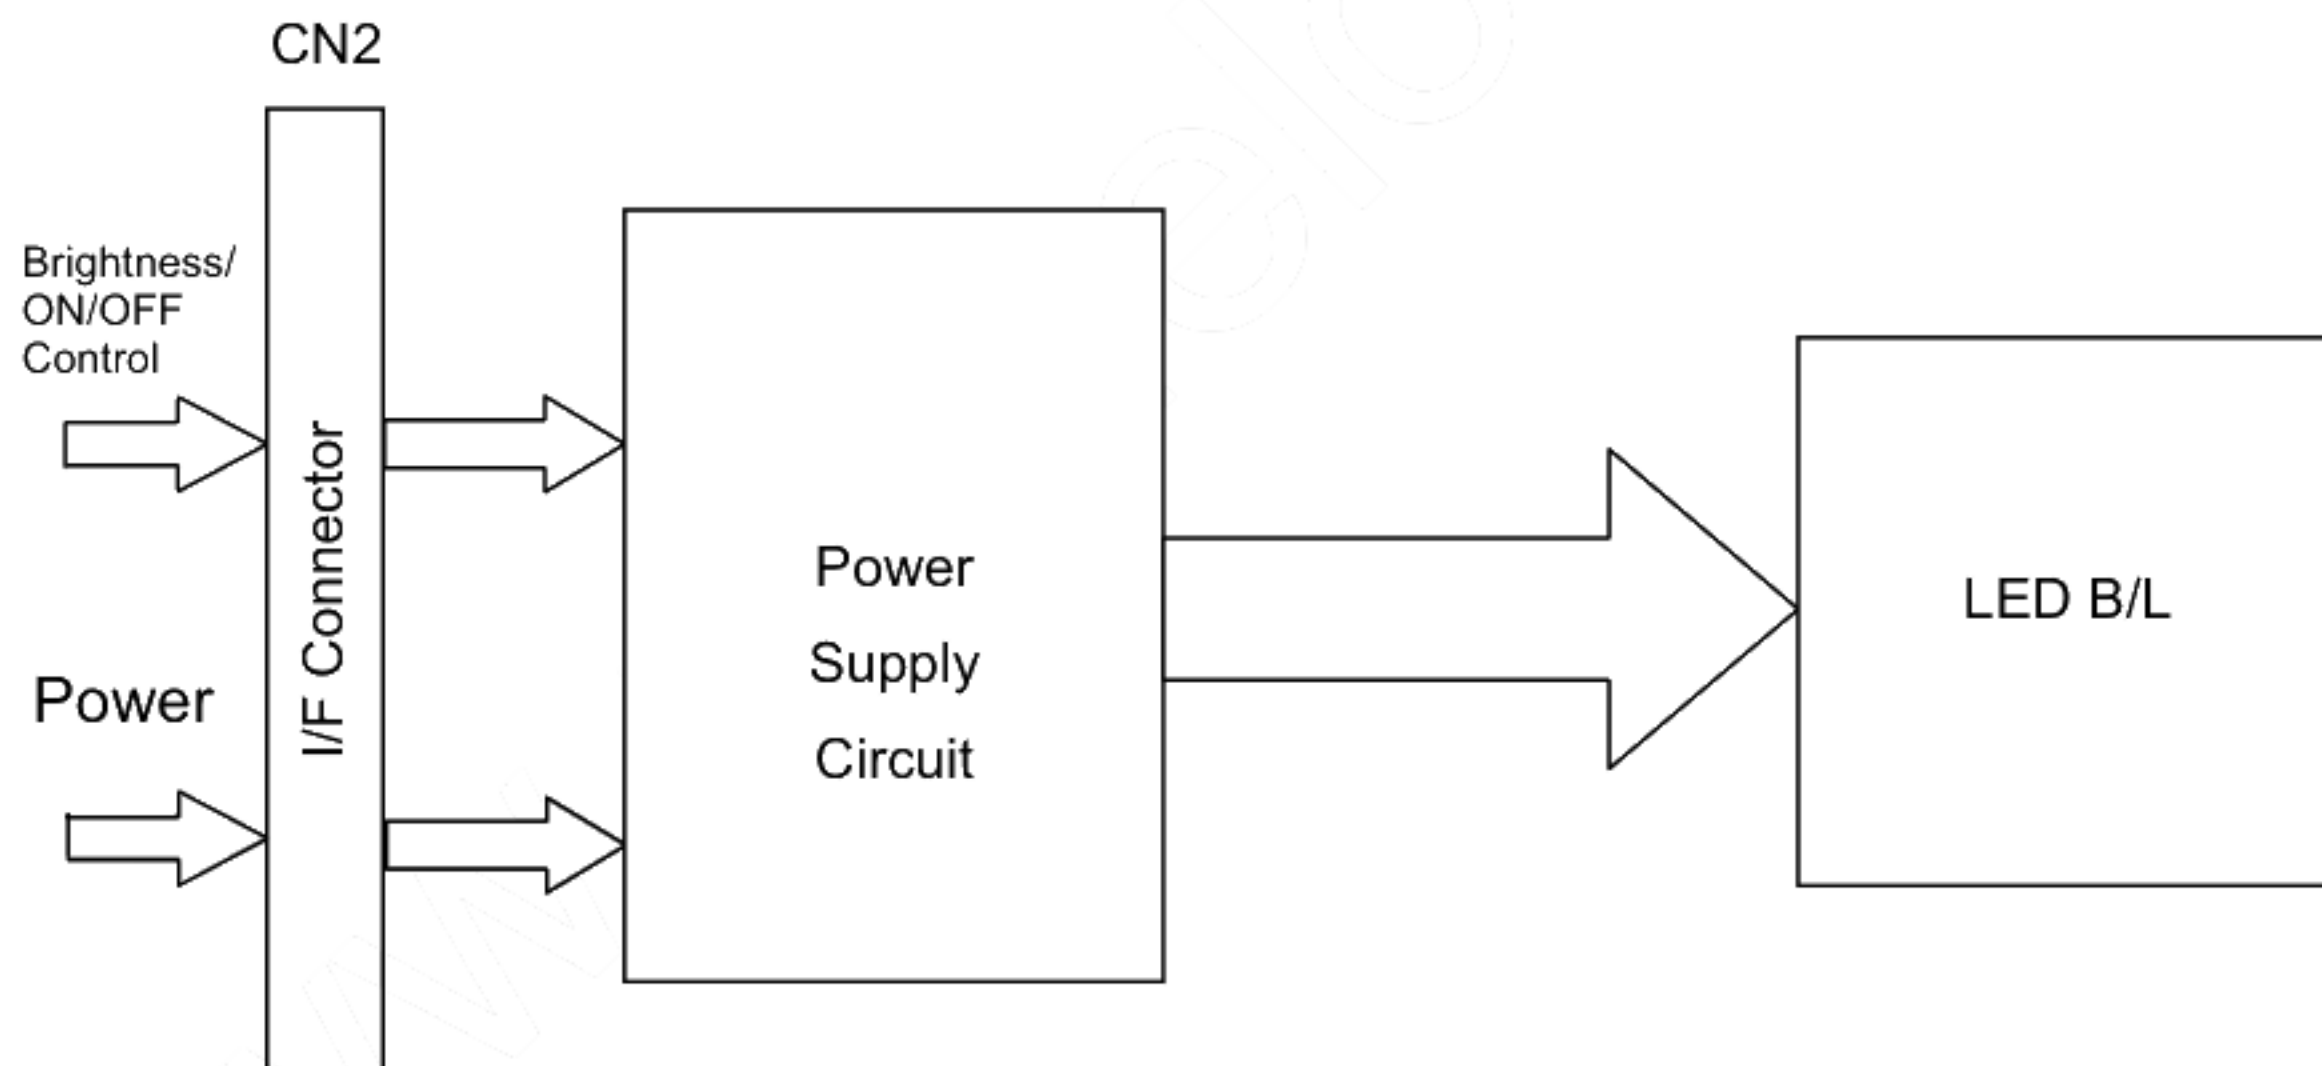 CN2
Brightness/
ON/OFF
Control
I/F Connector
Power
Power
Supply
Circuit
LED B/L